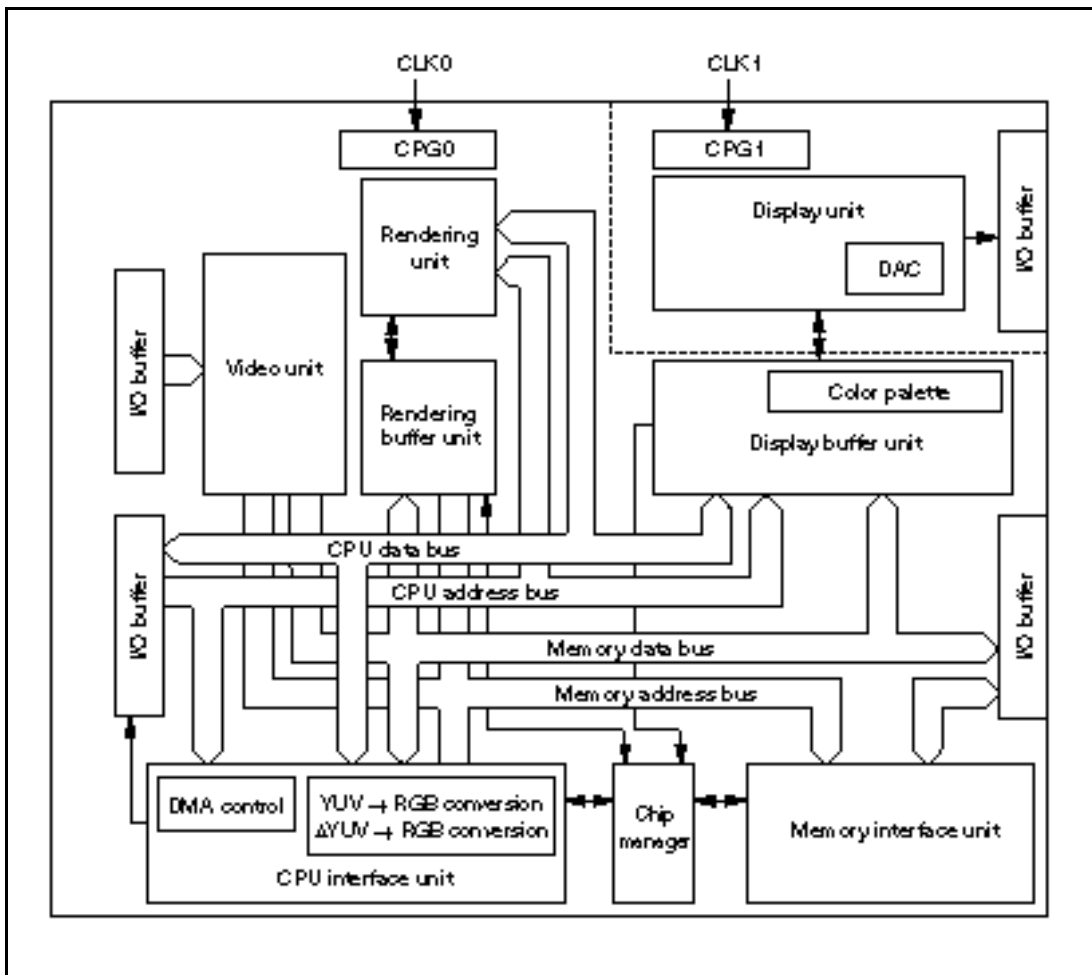 CLK0
CLK1
CPG0
CPG1
Rendering
unit
Display unit
DAC
I/O buffer
I/O buffer
Video unit
Rendering
buffer unit
Color palette
Display buffer unit
I/O buffer
I/O buffer
CPU data bus
CPU address bus
Memory data bus
Memory address bus
DMA control
YUV → RGB conversion
ΔYUV → RGB conversion
CPU interface unit
Chip
manager
Memory interface unit